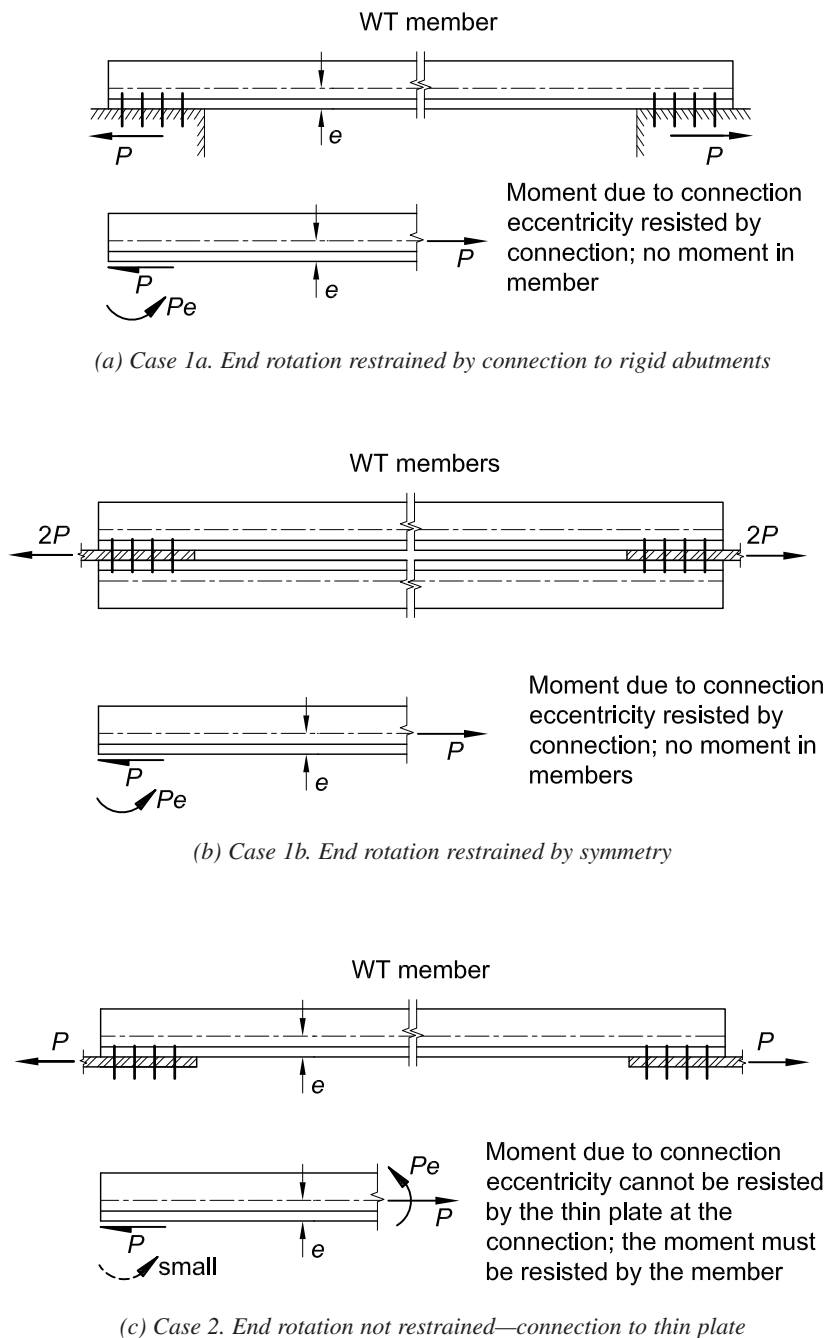 WT member
e
P
P
Moment due to connection
eccentricity resisted by
connection; no moment in
member
P
P
e
Pe
(a) Case 1a. End rotation restrained by connection to rigid abutments
WT members
2P
2P
Moment due to connection
eccentricity resisted by
connection; no moment in
members
P
P
e
Pe
(b) Case 1b. End rotation restrained by symmetry
WT member
P
P
e
Moment due to connection
eccentricity cannot be resisted
by the thin plate at the
connection; the moment must
be resisted by the member
Pe
P
P
e
small
(c) Case 2. End rotation not restrained—connection to thin plate